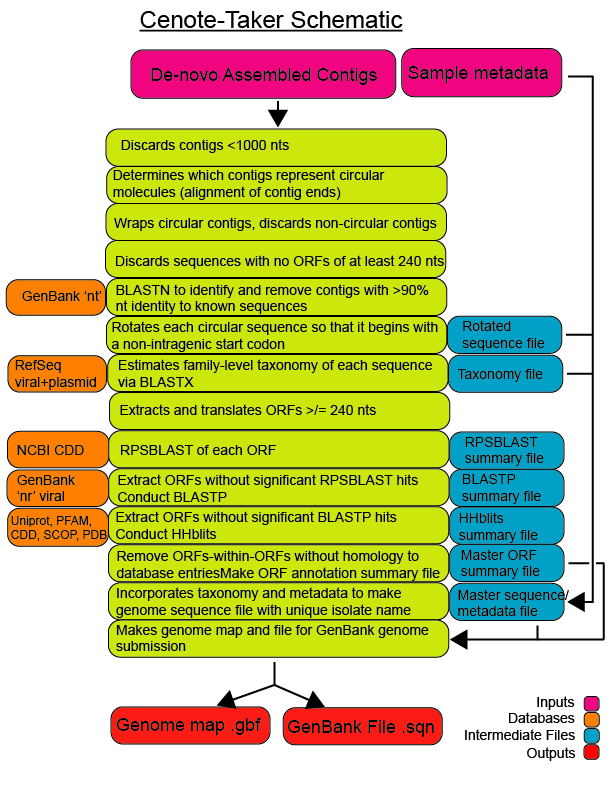 Cenote-Taker Schematic
De-novo Assembled Contigs
Sample metadata
Discards contigs <1000 nts
Determines which contigs represent circular
molecules (alignment of contig ends)
Wraps circular contigs, discards non-circular contigs
Discards sequences with no ORFs of at least 240 nts
GenBank ‘nt’
BLASTN to identify and remove contigs with >90%
nt identity to known sequences
Rotates each circular sequence so that it begins with
a non-intragenic start codon
Rotated
sequence file
RefSeq
viral+plasmid
Estimates family-level taxonomy of each sequence
via BLASTX
Taxonomy file
Extracts and translates ORFs >/= 240 nts
NCBI CDD
RPSBLAST of each ORF
RPSBLAST
summary file
GenBank
‘nr’ viral
Extract ORFs without significant RPSBLAST hits
Conduct BLASTP
BLASTP
summary file
Uniprot, PFAM,
CDD, SCOP, PDB
Extract ORFs without significant BLASTP hits
Conduct HHblits
HHblits
summary file
Remove ORFs-within-ORFs without homology to
database entriesMake ORF annotation summary file
Master ORF
summary file
Incorporates taxonomy and metadata to make
genome sequence file with unique isolate name
Master sequence/
metadata file
Makes genome map and file for GenBank genome
submission
Genome map .gbf
GenBank File .sqn
Inputs
Databases
Intermediate Files
Outputs